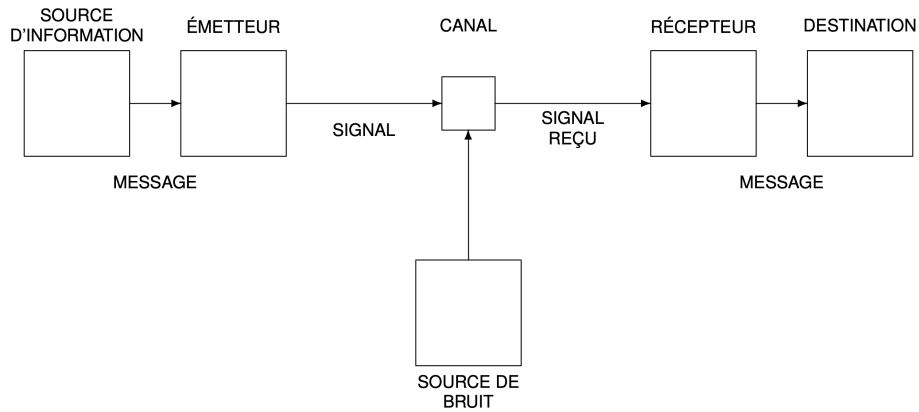 SOURCE
D'INFORMATION
ÉMETTEUR
CANAL
RÉCEPTEUR
DESTINATION
SIGNAL
SIGNAL
REÇU
MESSAGE
MESSAGE
SOURCE DE
BRUIT